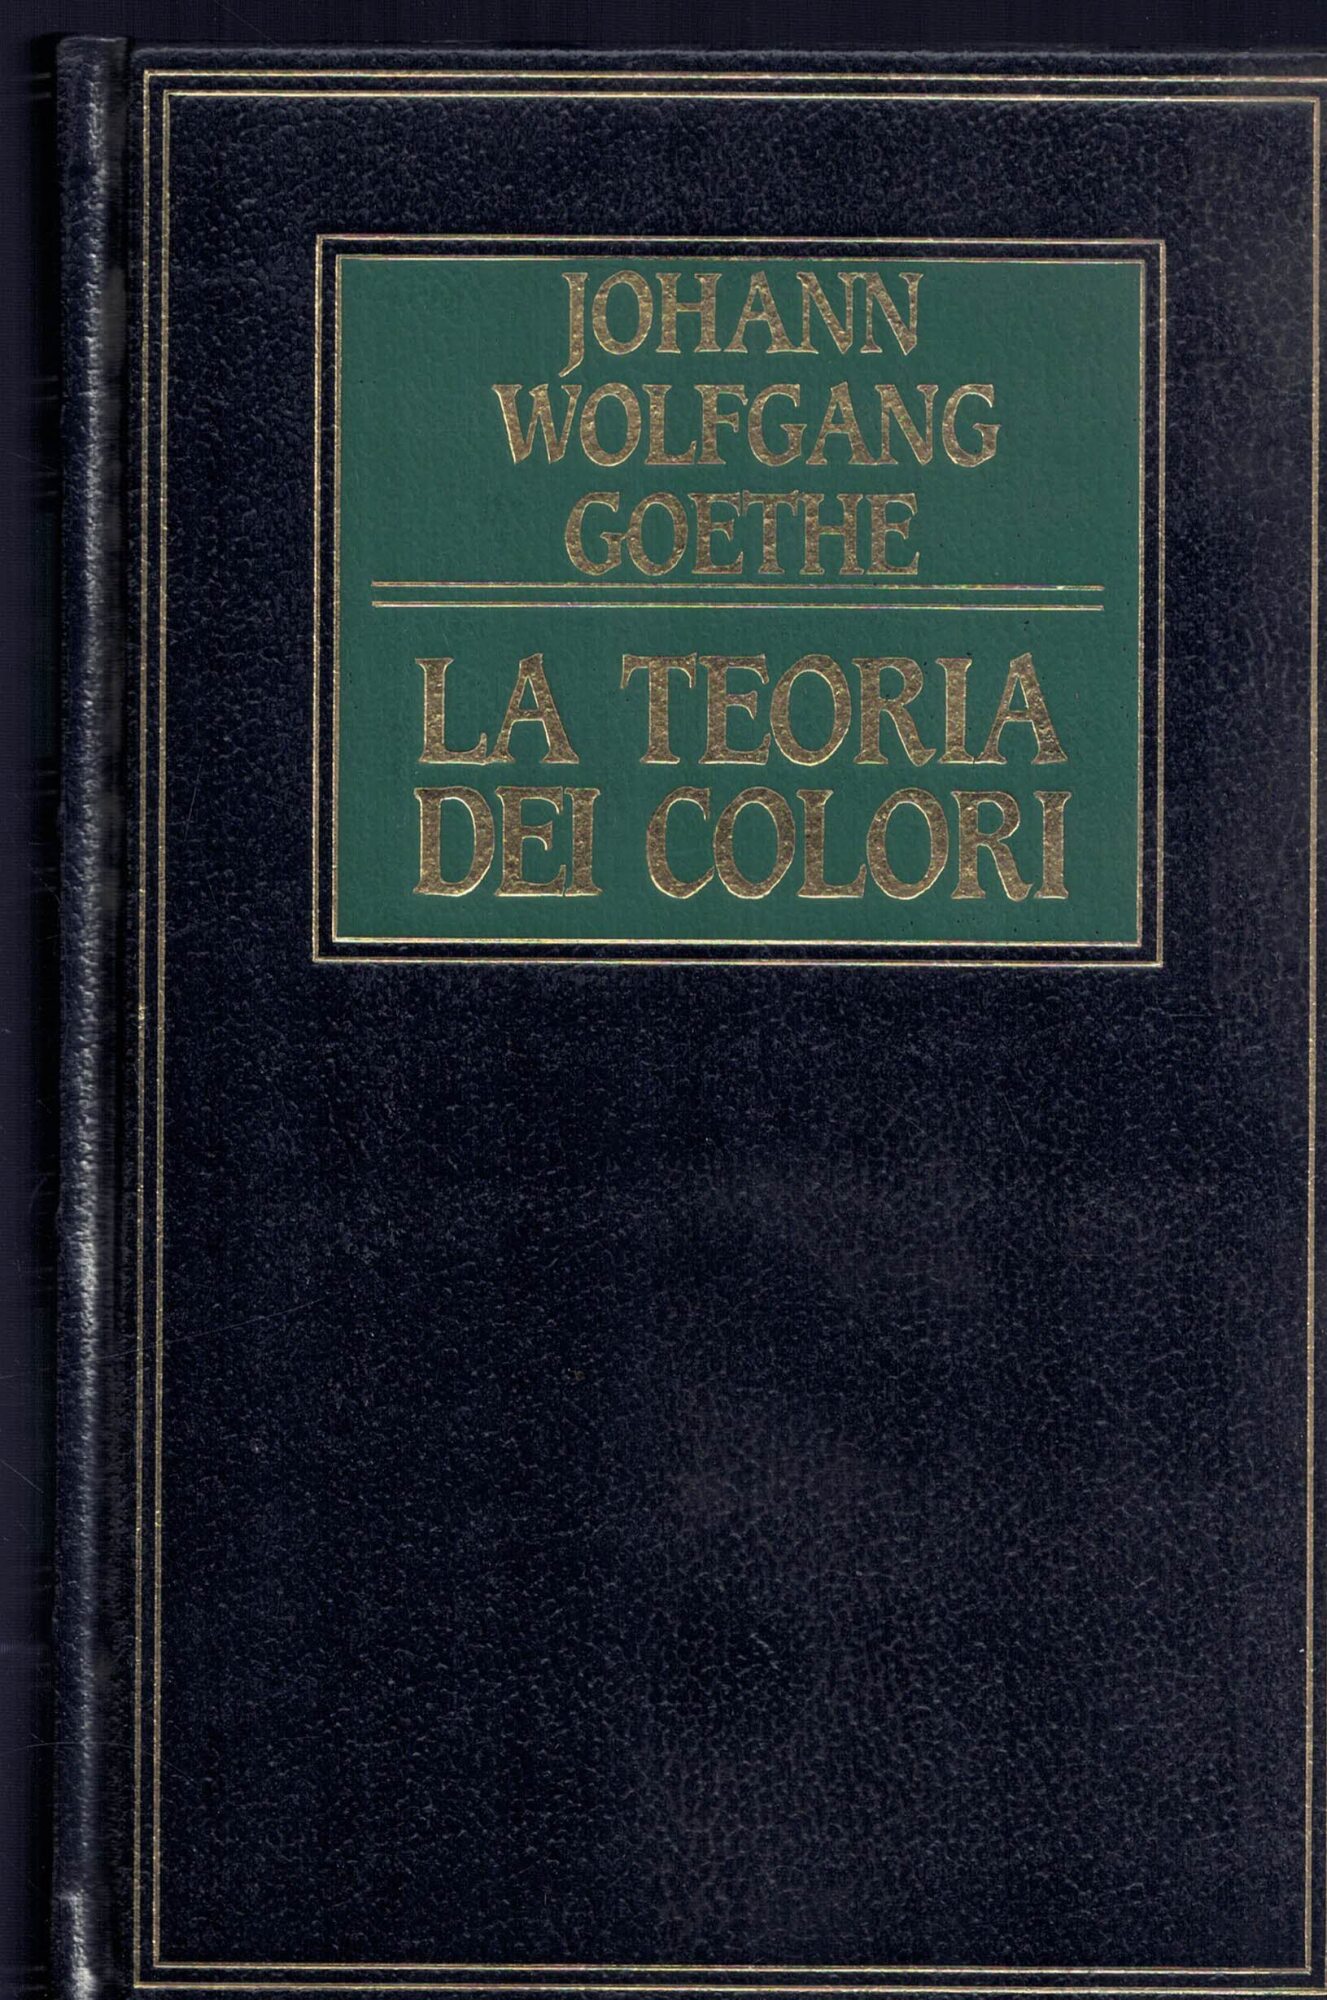 JOHANN
WOLFGANG
GOETHE
LA TEORIA
DEI COLORI